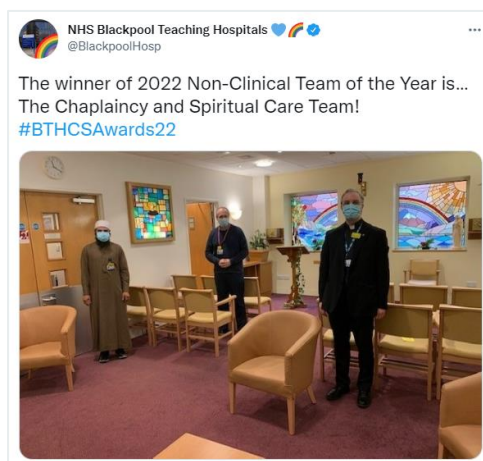 NHS Blackpool Teaching Hospitals 💙🌈
@BlackpoolHosp
The winner of 2022 Non-Clinical Team of the Year is...
The Chaplaincy and Spiritual Care Team!
#BTHCSAwards22